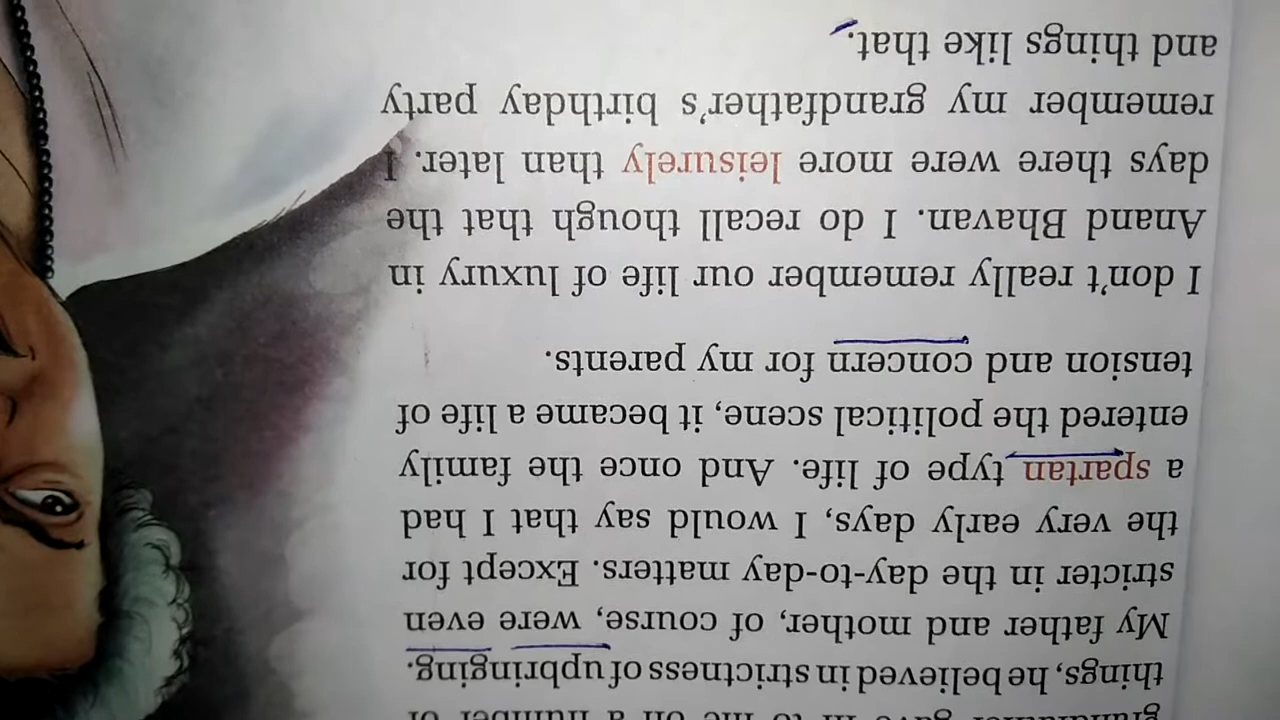 things, he believed in strictness of upbringing.
My father and mother, of course, were even
stricter in the day-to-day matters. Except for
the very early days, I would say that I had
a spartan type of life. And once the family
entered the political scene, it became a life of
tension and concern for my parents.
I don't really remember our life of luxury in
Anand Bhavan. I do recall though that the
days there were more leisurely than later. I
remember my grandfather's birthday party
and things like that.